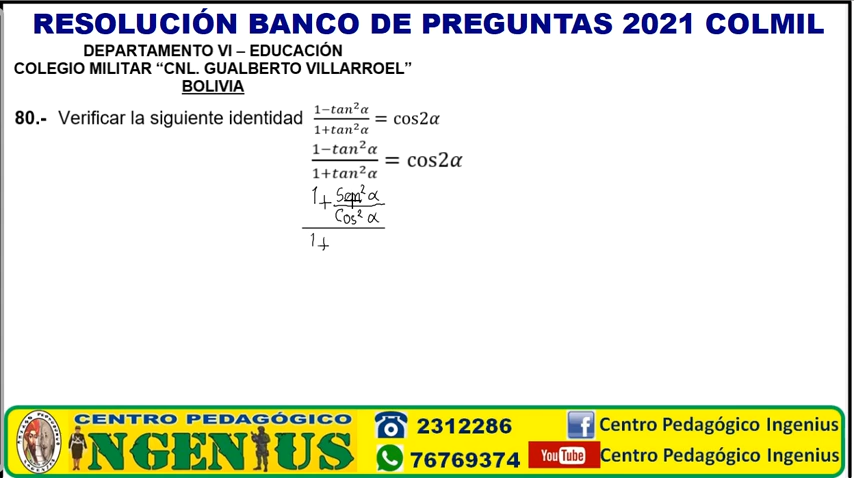 RESOLUCIÓN BANCO DE PREGUNTAS 2021 COLMIL
DEPARTAMENTO VI – EDUCACIÓN
COLEGIO MILITAR “CNL. GUALBERTO VILLARROEL”
BOLIVIA
80.- Verificar la siguiente identidad (1−tan²α)/(1+tan²α) = cos2α
(1−tan²α)/(1+tan²α) = cos2α
1+ Sen²α/Cos²α
1+
CENTRO PEDAGÓGICO
INGENIUS
2312286
76769374
Centro Pedagógico Ingenius
YouTube Centro Pedagógico Ingenius